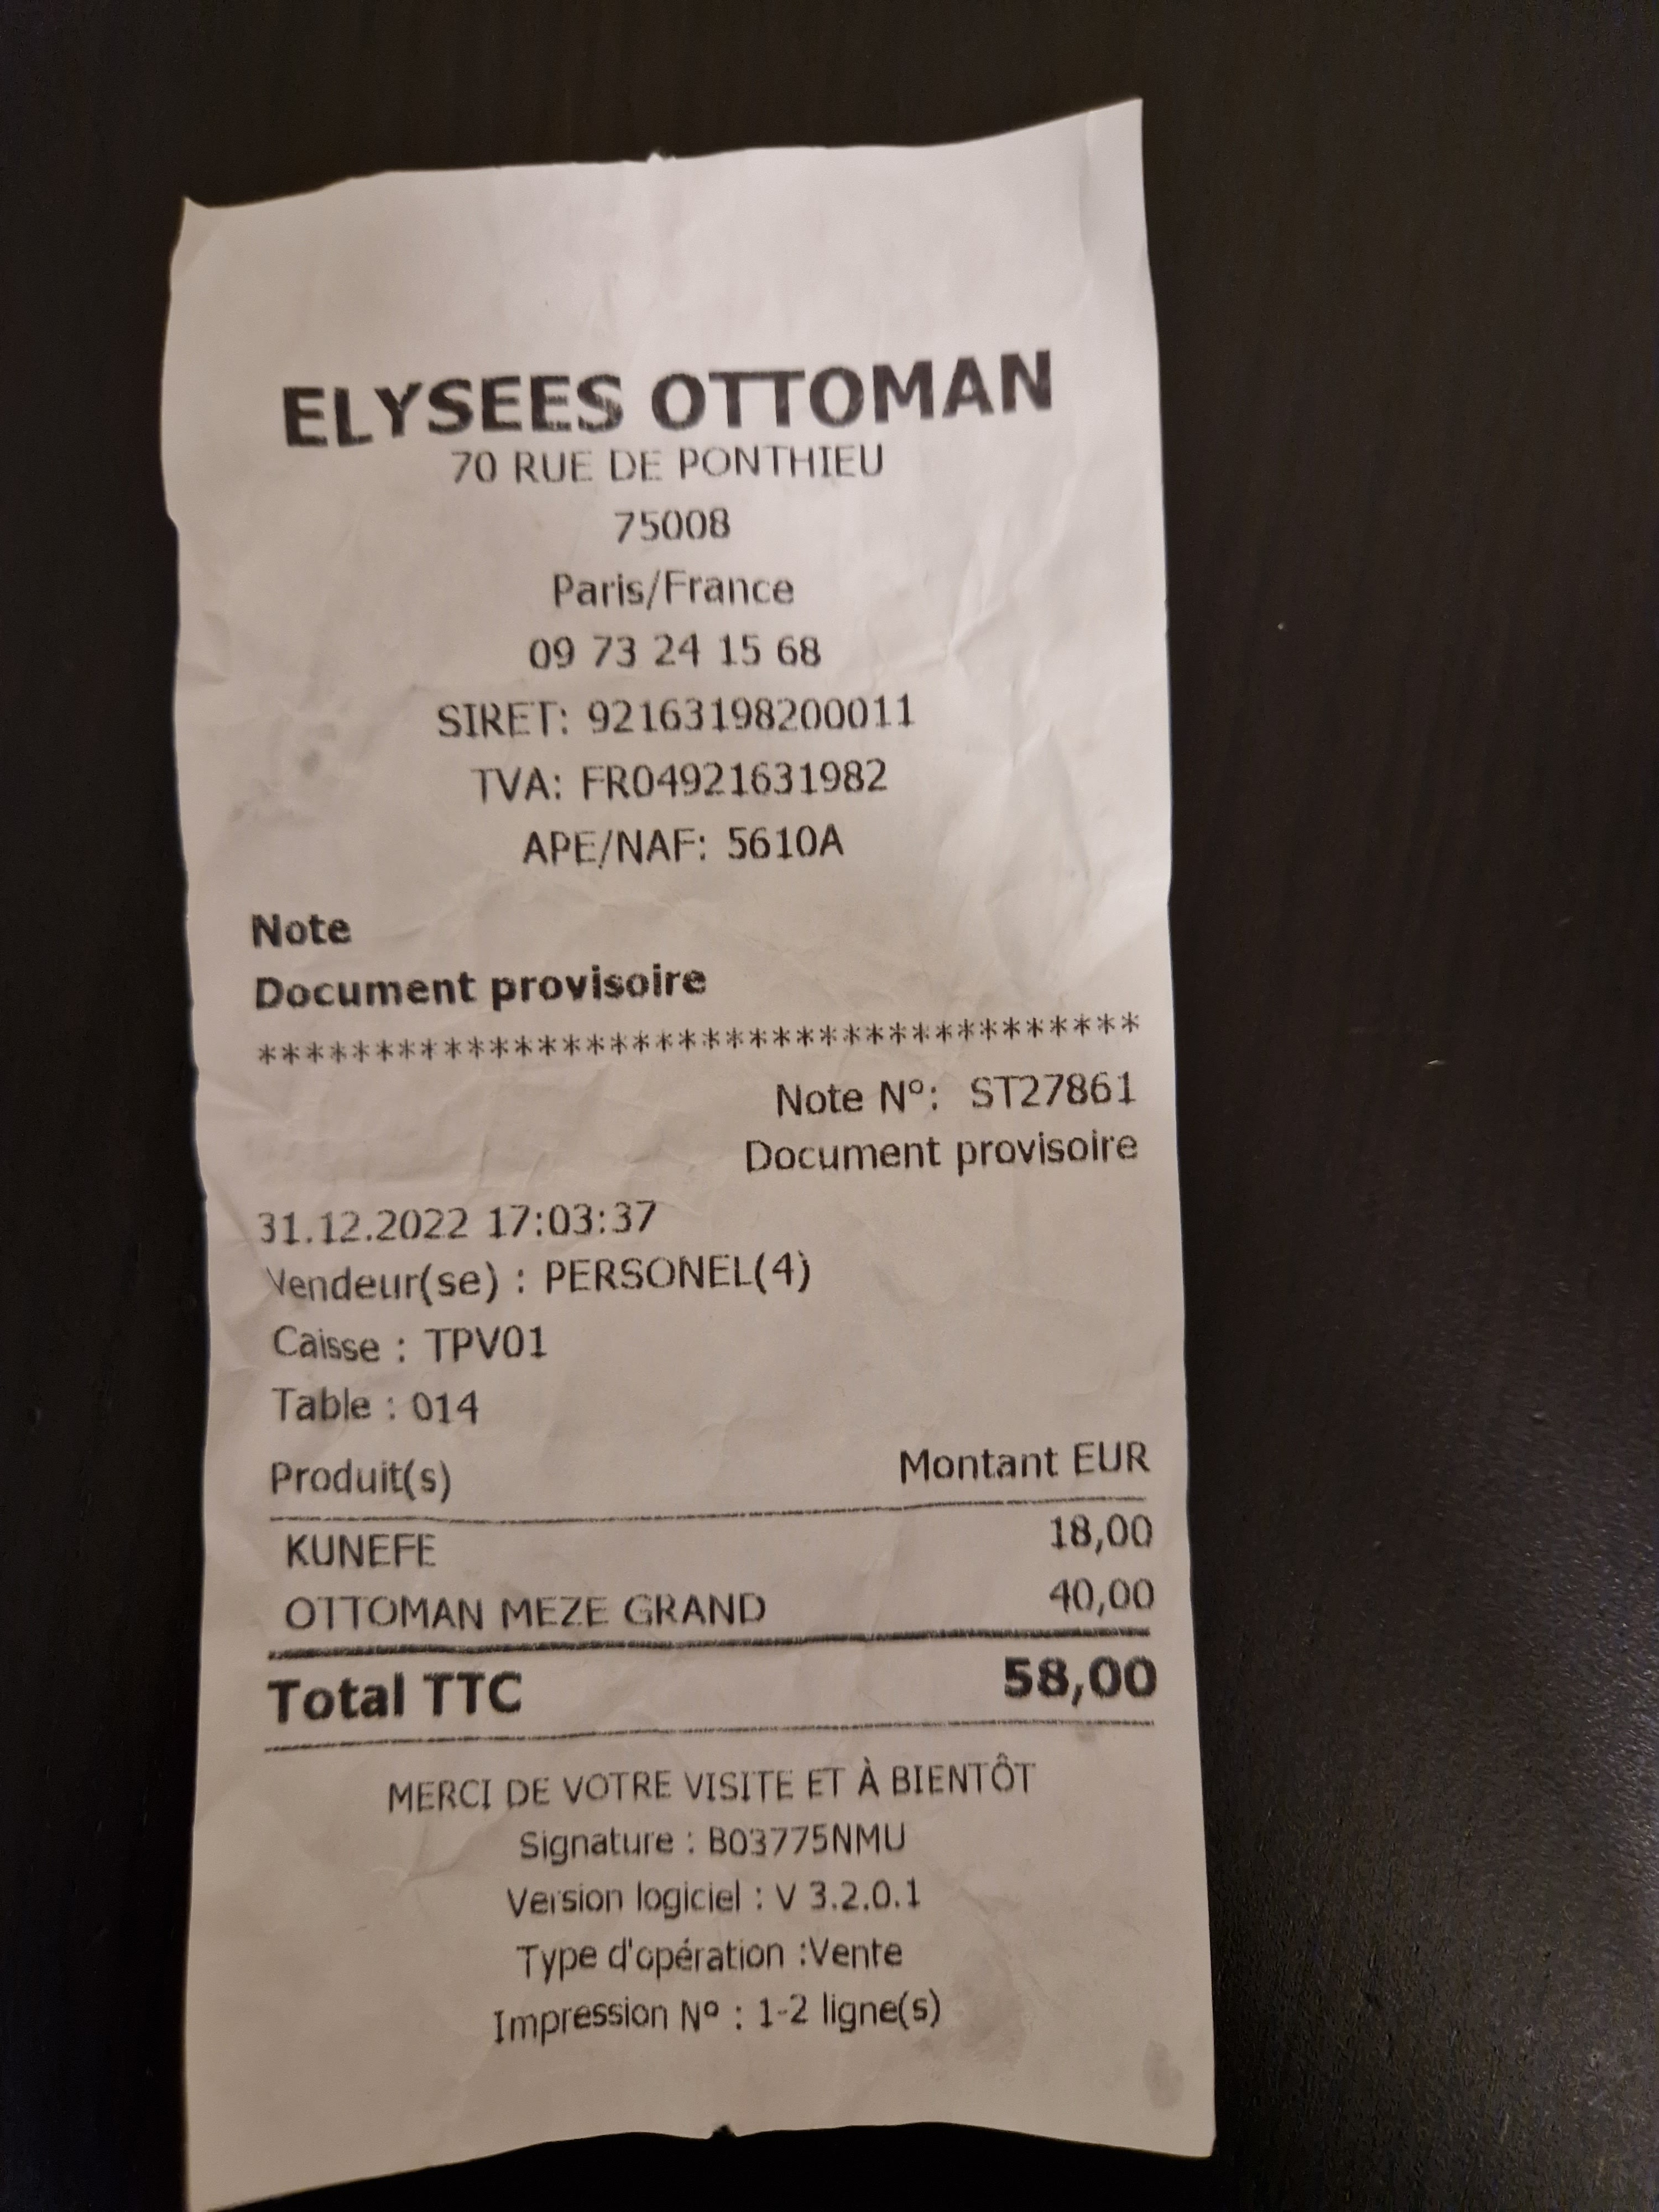 ELYSEES OTTOMAN
70 RUE DE PONTHIEU
75008
Paris/France
09 73 24 15 68
SIRET: 92163198200011
TVA: FR04921631982
APE/NAF: 5610A
Note
Document provisoire
**************************************
Note Nº: ST27861
Document provisoire
31.12.2022 17:03:37
Vendeur(se) : PERSONEL(4)
Caisse : TPV01
Table : 014
Produit(s) Montant EUR
KUNEFE 18,00
OTTOMAN MEZE GRAND 40,00
Total TTC 58,00
MERCI DE VOTRE VISITE ET À BIENTÔT
Signature : B03775NMU
Version logiciel : V 3.2.0.1
Type d'opération :Vente
Impression Nº : 1-2 ligne(s)